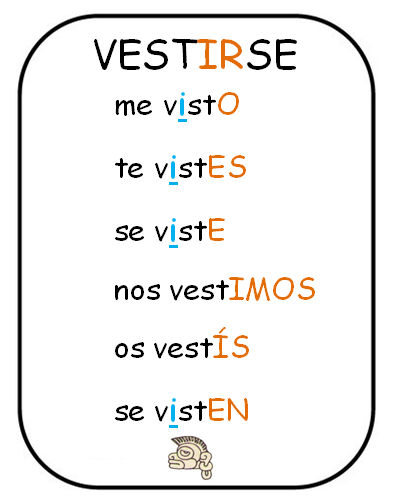 VESTIRSE
me vistO
te vistES
se vistE
nos vestIMOS
os vestÍS
se vistEN